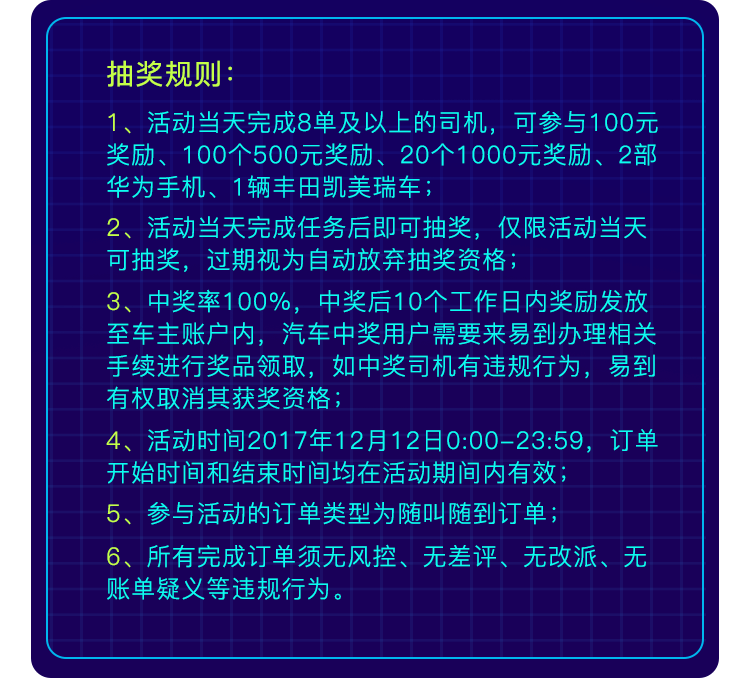 抽奖规则：
1、活动当天完成8单及以上的司机，可参与100元
奖励、100个500元奖励、20个1000元奖励、2部
华为手机、1辆丰田凯美瑞车；
2、活动当天完成任务后即可抽奖，仅限活动当天
可抽奖，过期视为自动放弃抽奖资格；
3、中奖率100%，中奖后10个工作日内奖励发放
至车主账户内，汽车中奖用户需要来易到办理相关
手续进行奖品领取，如中奖司机有违规行为，易到
有权取消其获奖资格；
4、活动时间2017年12月12日0:00-23:59，订单
开始时间和结束时间均在活动期间内有效；
5、参与活动的订单类型为随叫随到订单；
6、所有完成订单须无风控、无差评、无改派、无
账单疑义等违规行为。